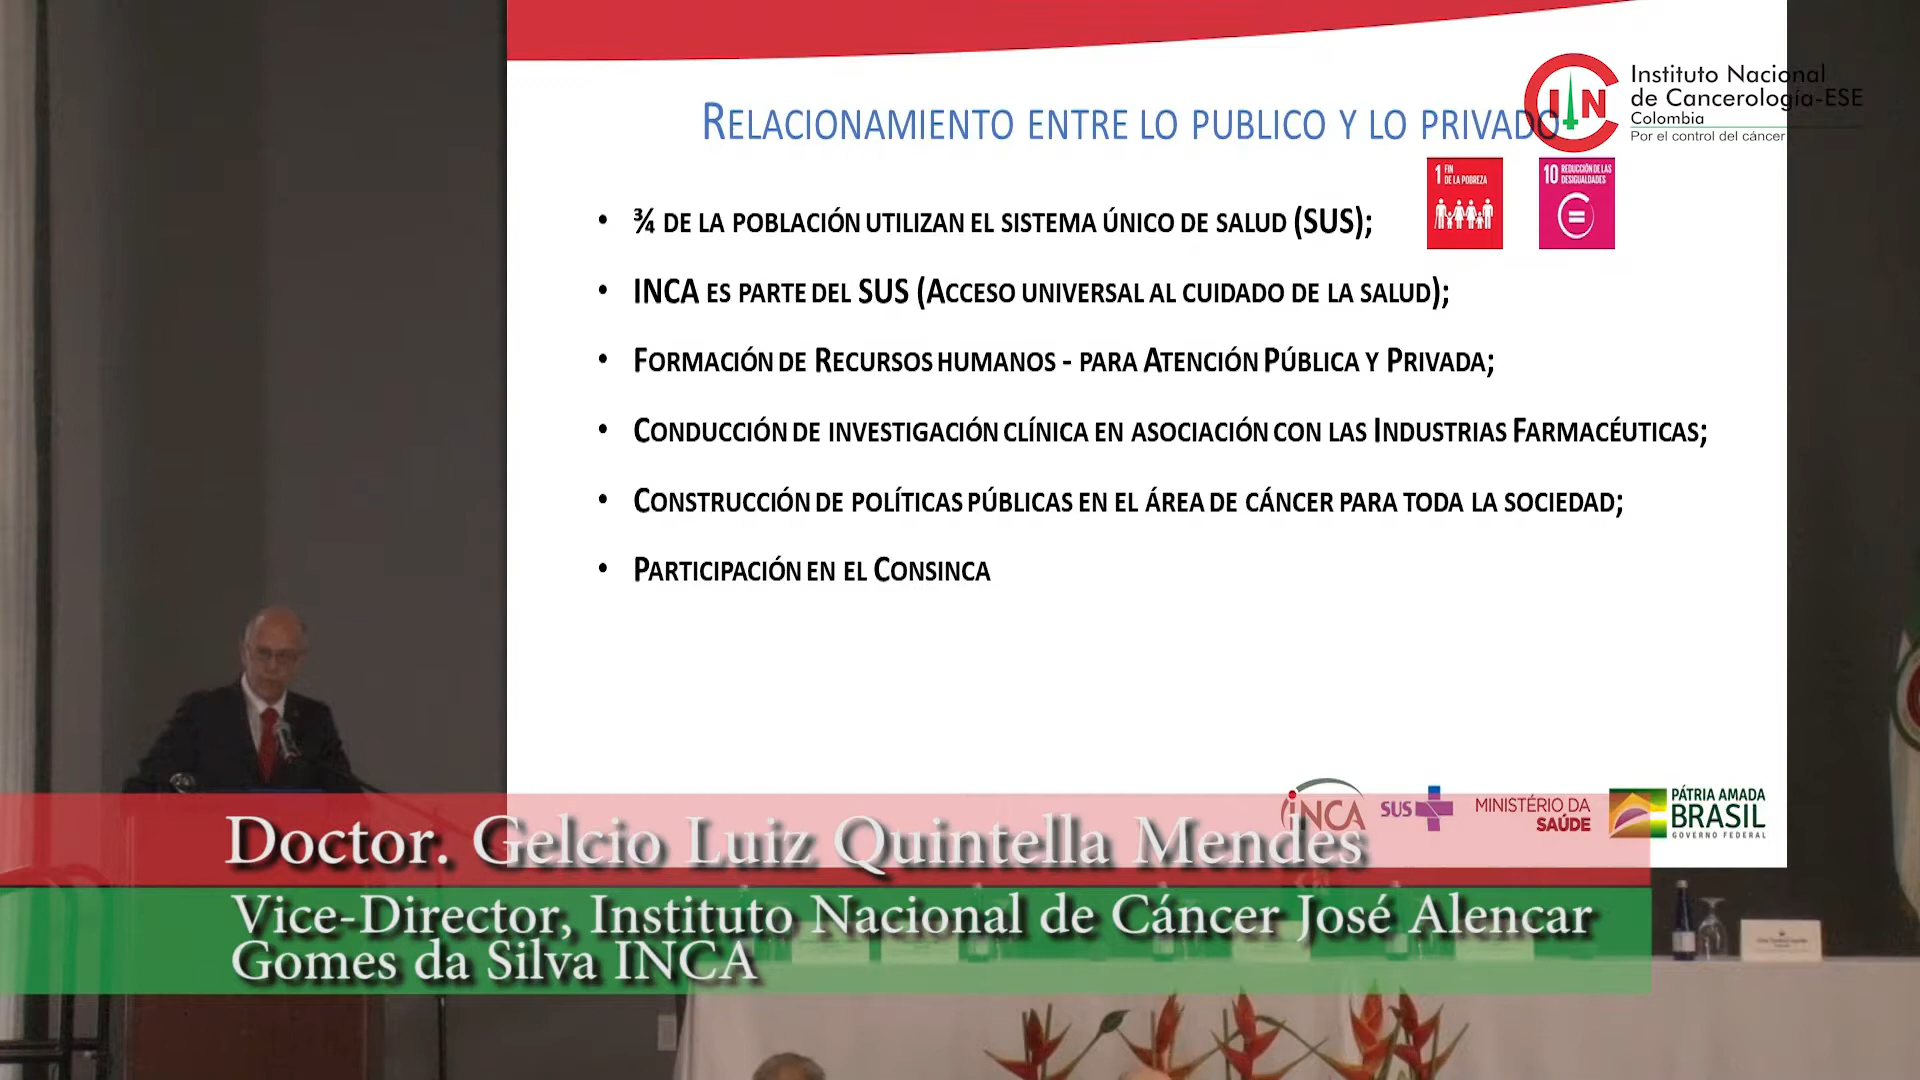 Instituto Nacional
de Cancerología-ESE
Colombia
Por el control del cáncer
RELACIONAMIENTO ENTRE LO PUBLICO Y LO PRIVADO
1 FIN
DE LA POBREZA
10 REDUCCIÓN DE LAS
DESIGUALDADES
• ¾ DE LA POBLACIÓN UTILIZAN EL SISTEMA ÚNICO DE SALUD (SUS);
• INCA ES PARTE DEL SUS (ACCESO UNIVERSAL AL CUIDADO DE LA SALUD);
• FORMACIÓN DE RECURSOS HUMANOS - PARA ATENCIÓN PÚBLICA Y PRIVADA;
• CONDUCCIÓN DE INVESTIGACIÓN CLÍNICA EN ASOCIACIÓN CON LAS INDUSTRIAS FARMACÉUTICAS;
• CONSTRUCCIÓN DE POLÍTICAS PÚBLICAS EN EL ÁREA DE CÁNCER PARA TODA LA SOCIEDAD;
• PARTICIPACIÓN EN EL CONSINCA
INCA
SUS
MINISTÉRIO DA
SAÚDE
PÁTRIA AMADA
BRASIL
GOVERNO FEDERAL
Doctor. Gelcio Luiz Quintella Mendes
Vice-Director, Instituto Nacional de Cáncer José Alencar
Gomes da Silva INCA